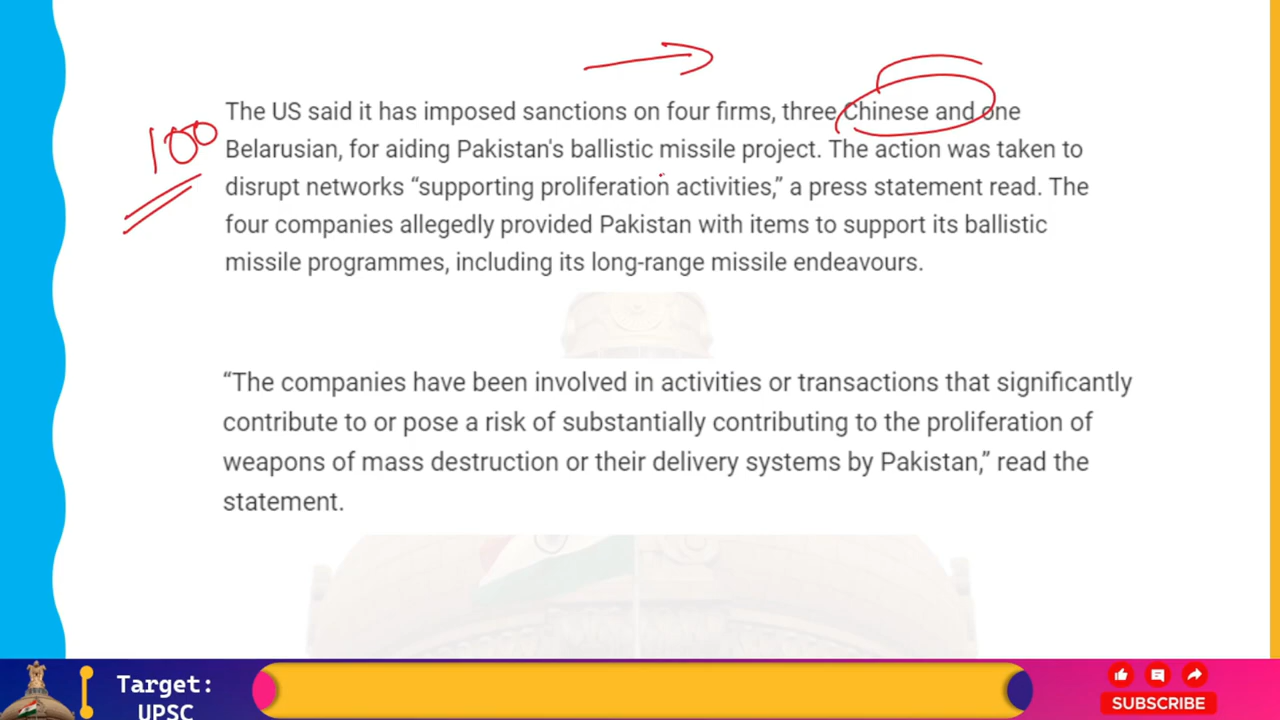 The US said it has imposed sanctions on four firms, three Chinese and one
100
Belarusian, for aiding Pakistan's ballistic missile project. The action was taken to
disrupt networks “supporting proliferation activities,” a press statement read. The
four companies allegedly provided Pakistan with items to support its ballistic
missile programmes, including its long-range missile endeavours.
“The companies have been involved in activities or transactions that significantly
contribute to or pose a risk of substantially contributing to the proliferation of
weapons of mass destruction or their delivery systems by Pakistan,” read the
statement.
Target:
UPSC
SUBSCRIBE